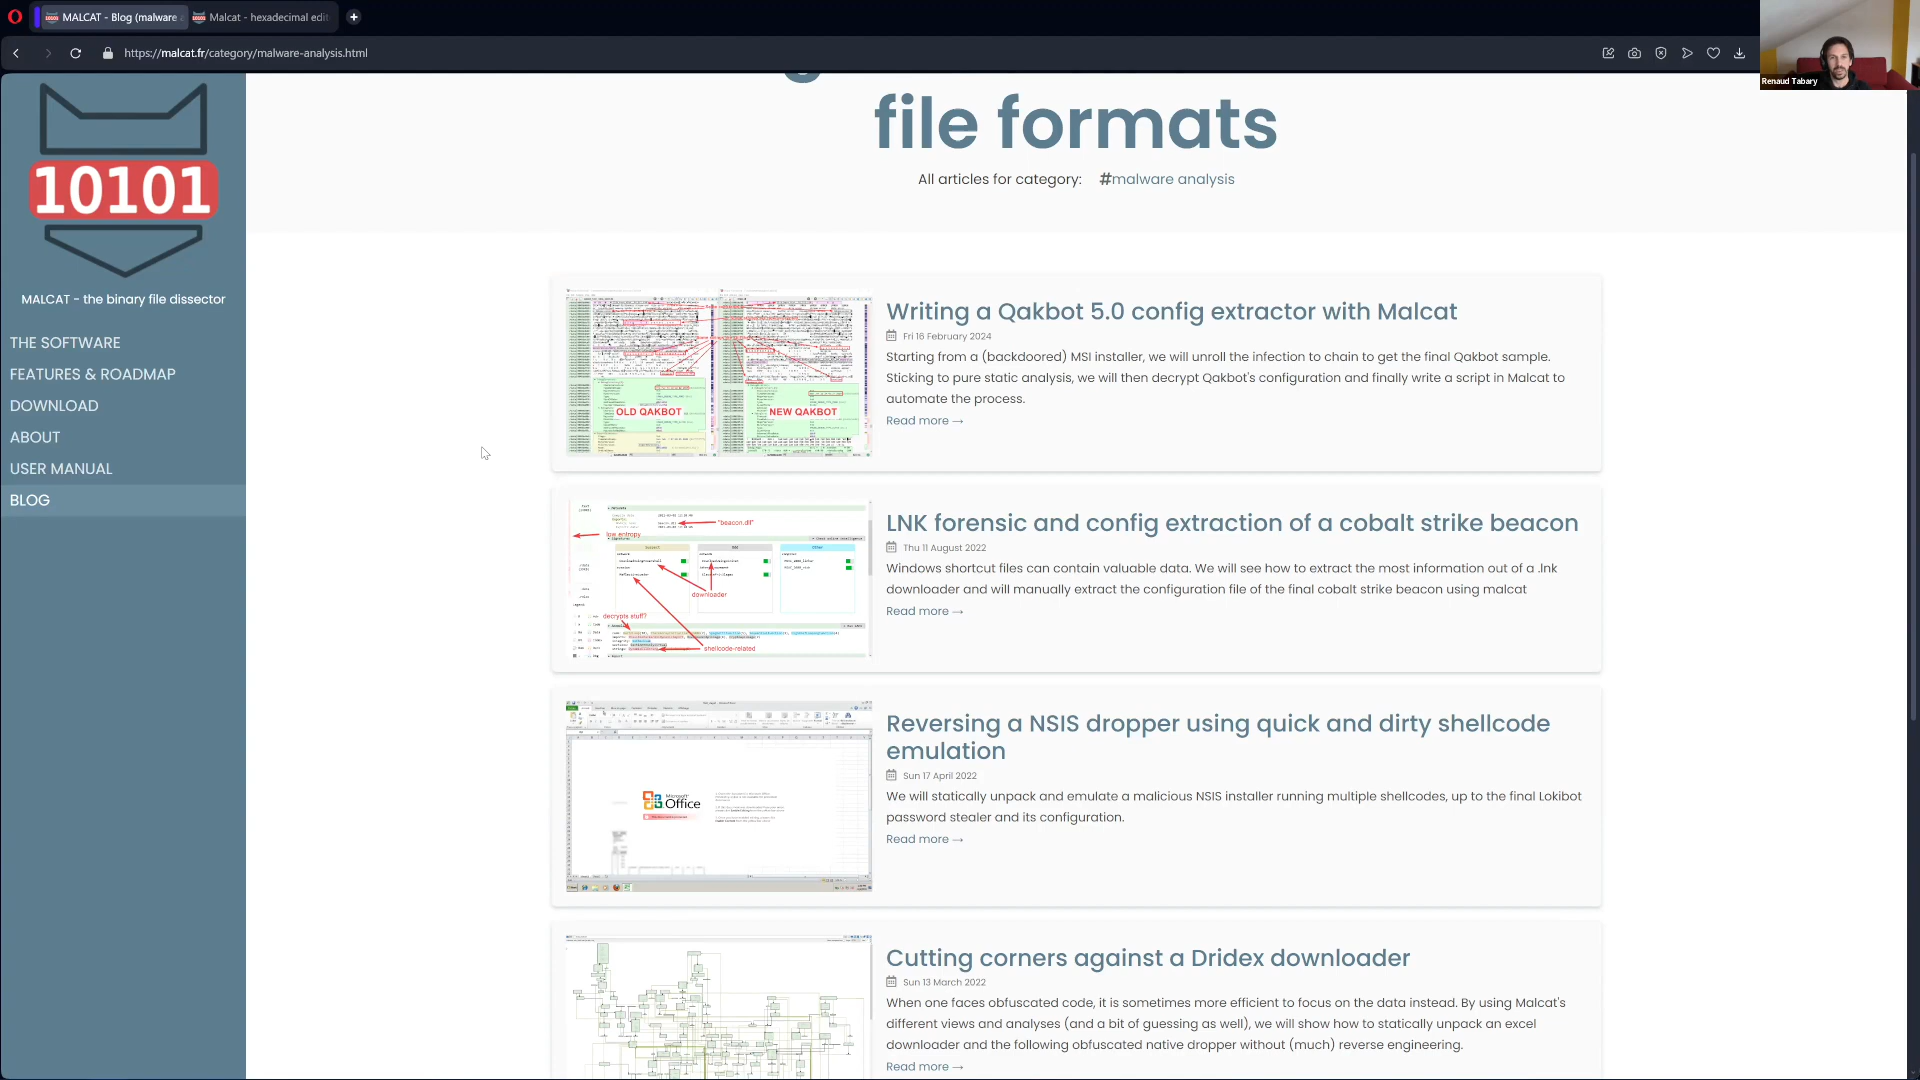 MALCAT - Blog (malware a
Malcat - hexadecimal edit
https://malcat.fr/category/malware-analysis.html
Renaud Tabary
10101
MALCAT - the binary file dissector
THE SOFTWARE
FEATURES & ROADMAP
DOWNLOAD
ABOUT
USER MANUAL
BLOG
file formats
All articles for category: #malware analysis
OLD QAKBOT
NEW QAKBOT
Writing a Qakbot 5.0 config extractor with Malcat
Fri 16 February 2024
Starting from a (backdoored) MSI installer, we will unroll the infection to chain to get the final Qakbot sample.
Sticking to pure static analysis, we will then decrypt Qakbot's configuration and finally write a script in Malcat to
automate the process.
Read more →
"beacon.dll"
low entropy
downloader
decrypts stuff?
shellcode-related
LNK forensic and config extraction of a cobalt strike beacon
Thu 11 August 2022
Windows shortcut files can contain valuable data. We will see how to extract the most information out of a .lnk
downloader and will manually extract the configuration file of the final cobalt strike beacon using malcat
Read more →
Microsoft
Office
Reversing a NSIS dropper using quick and dirty shellcode
emulation
Sun 17 April 2022
We will statically unpack and emulate a malicious NSIS installer running multiple shellcodes, up to the final Lokibot
password stealer and its configuration.
Read more →
Cutting corners against a Dridex downloader
Sun 13 March 2022
When one faces obfuscated code, it is sometimes more efficient to focus on the data instead. By using Malcat's
different views and analyses (and a bit of guessing as well), we will show how to statically unpack an excel
downloader and the following obfuscated native dropper without (much) reverse engineering.
Read more →